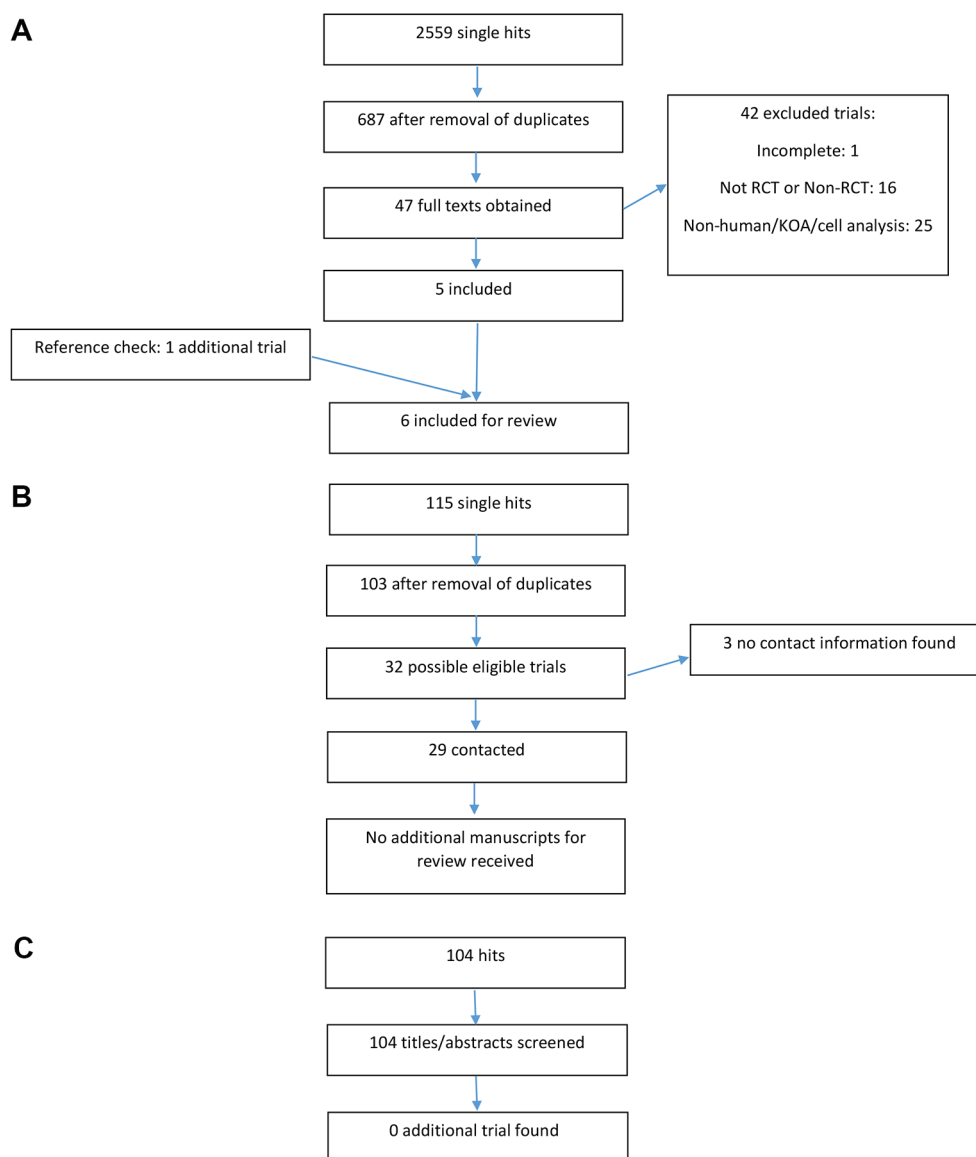 A
2559 single hits
687 after removal of duplicates
42 excluded trials:
Incomplete: 1
Not RCT or Non-RCT: 16
Non-human/KOA/cell analysis: 25
47 full texts obtained
5 included
Reference check: 1 additional trial
6 included for review
B
115 single hits
103 after removal of duplicates
32 possible eligible trials
3 no contact information found
29 contacted
No additional manuscripts for
review received
C
104 hits
104 titles/abstracts screened
0 additional trial found